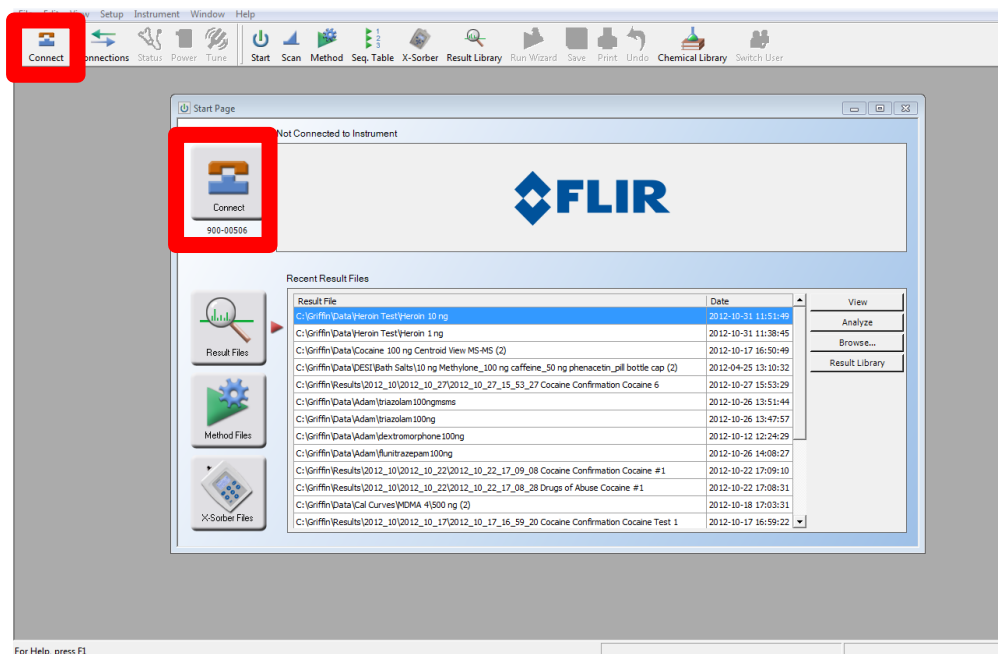 File Edit View Setup Instrument Window Help
Connect Connections Status Power Tune Start Scan Method Seq. Table X-Sorber Result Library Run Wizard Save Print Undo Chemical Library Switch User
Start Page
Not Connected to Instrument
Connect
900-00506
FLIR
Recent Result Files
Result File Date
C:\Griffin\Data\Heroin Test\Heroin 10 ng 2012-10-31 11:51:49 View
C:\Griffin\Data\Heroin Test\Heroin 1 ng 2012-10-31 11:38:45 Analyze
C:\Griffin\Data\Cocaine 100 ng Centroid View MS-MS (2) 2012-10-17 16:50:49 Browse...
Result Files
C:\Griffin\Data\DESI\Bath Salts\10 ng Methylone_100 ng caffeine_50 ng phenacetin_pill bottle cap (2) 2012-04-25 13:10:32 Result Library
C:\Griffin\Results\2012_10\2012_10_27\2012_10_27_15_53_27 Cocaine Confirmation Cocaine 6 2012-10-27 15:53:29
C:\Griffin\Data\Adam\triazolam100ngmsms 2012-10-26 13:51:44
C:\Griffin\Data\Adam\triazolam100ng 2012-10-26 13:47:57
Method Files
C:\Griffin\Data\Adam\dextromorphone100ng 2012-10-12 12:24:29
C:\Griffin\Data\Adam\flunitrazepam100ng 2012-10-26 14:08:27
C:\Griffin\Results\2012_10\2012_10_22\2012_10_22_17_09_08 Cocaine Confirmation Cocaine #1 2012-10-22 17:09:10
C:\Griffin\Results\2012_10\2012_10_22\2012_10_22_17_08_28 Drugs of Abuse Cocaine #1 2012-10-22 17:08:31
C:\Griffin\Data\Cal Curves\MDMA 4\500 ng (2) 2012-10-18 17:03:31
X-Sorber Files
C:\Griffin\Results\2012_10\2012_10_17\2012_10_17_16_59_20 Cocaine Confirmation Cocaine Test 1 2012-10-17 16:59:22
For Help, press F1